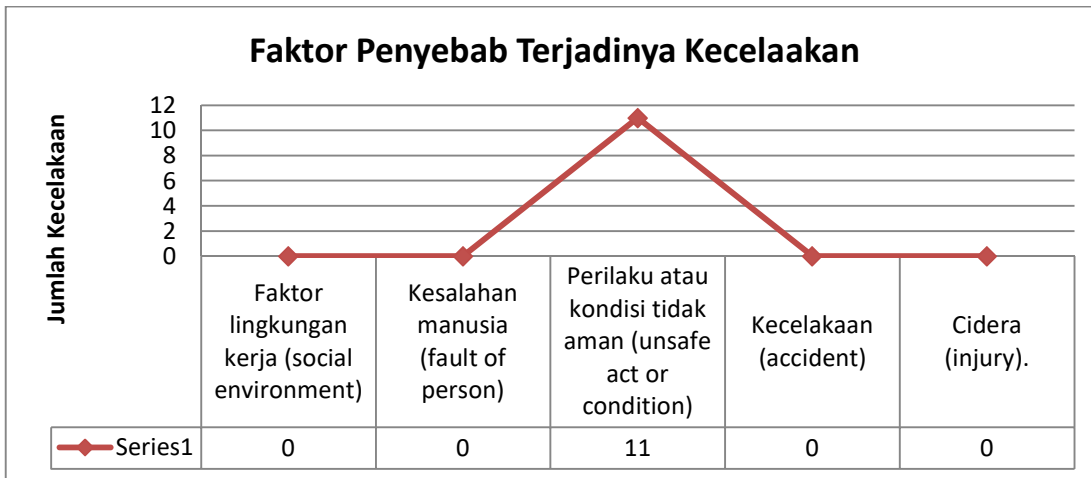 Faktor Penyebab Terjadinya Kecelaakan
Jumlah Kecelakaan
12
10
8
6
4
2
0
Faktor
lingkungan
kerja (social
environment)
Kesalahan
manusia
(fault of
person)
Perilaku atau
kondisi tidak
aman (unsafe
act or
condition)
Kecelakaan
(accident)
Cidera
(injury).
Series1 0 0 11 0 0